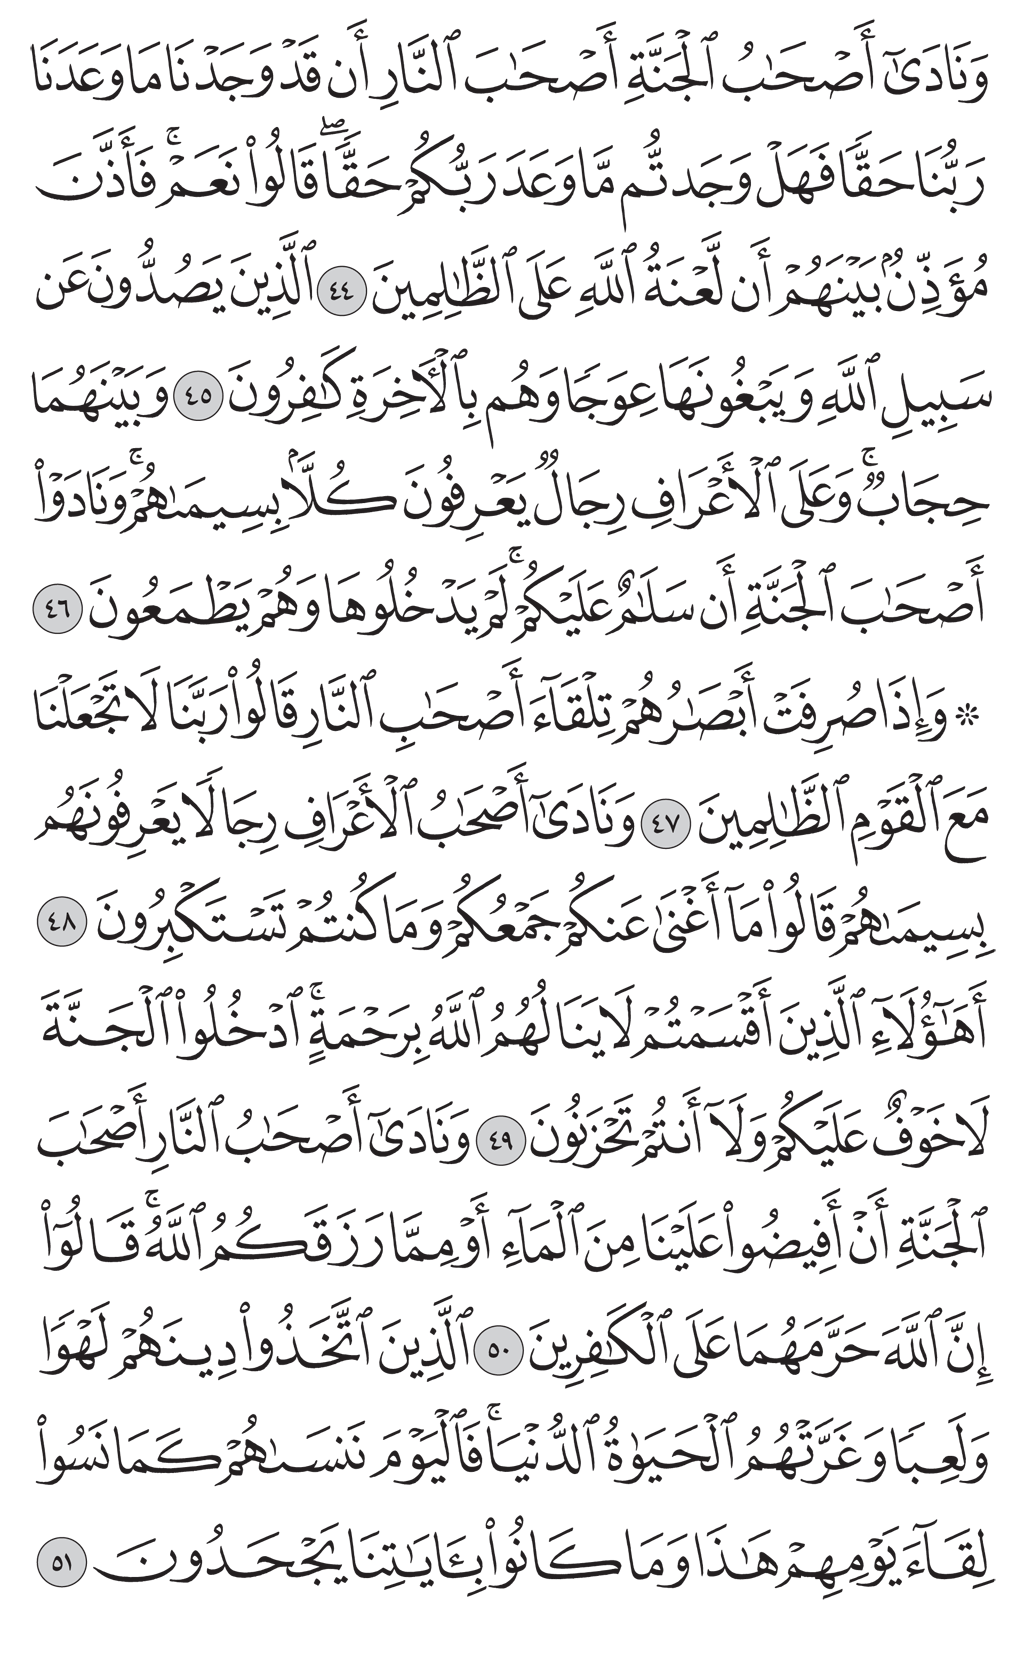 وَنَادَىٰٓ أَصْحَٰبُ ٱلْجَنَّةِ أَصْحَٰبَ ٱلنَّارِ أَن قَدْ وَجَدْنَا مَا وَعَدَنَا
رَبُّنَا حَقًّا فَهَلْ وَجَدتُّم مَّا وَعَدَ رَبُّكُمْ حَقًّا ۖ قَالُوا۟ نَعَمْ ۚ فَأَذَّنَ
مُؤَذِّنٌۢ بَيْنَهُمْ أَن لَّعْنَةُ ٱللَّهِ عَلَى ٱلظَّٰلِمِينَ ٤٤ ٱلَّذِينَ يَصُدُّونَ عَن
سَبِيلِ ٱللَّهِ وَيَبْغُونَهَا عِوَجًا وَهُم بِٱلْـَٔاخِرَةِ كَٰفِرُونَ ٤٥ وَبَيْنَهُمَا
حِجَابٌ ۚ وَعَلَى ٱلْأَعْرَافِ رِجَالٌ يَعْرِفُونَ كُلًّۢا بِسِيمَىٰهُمْ ۚ وَنَادَوْا۟
أَصْحَٰبَ ٱلْجَنَّةِ أَن سَلَٰمٌ عَلَيْكُمْ ۚ لَمْ يَدْخُلُوهَا وَهُمْ يَطْمَعُونَ ٤٦
۞ وَإِذَا صُرِفَتْ أَبْصَٰرُهُمْ تِلْقَآءَ أَصْحَٰبِ ٱلنَّارِ قَالُوا۟ رَبَّنَا لَا تَجْعَلْنَا
مَعَ ٱلْقَوْمِ ٱلظَّٰلِمِينَ ٤٧ وَنَادَىٰٓ أَصْحَٰبُ ٱلْأَعْرَافِ رِجَالًا يَعْرِفُونَهُم
بِسِيمَىٰهُمْ قَالُوا۟ مَآ أَغْنَىٰ عَنكُمْ جَمْعُكُمْ وَمَا كُنتُمْ تَسْتَكْبِرُونَ ٤٨
أَهَٰٓؤُلَآءِ ٱلَّذِينَ أَقْسَمْتُمْ لَا يَنَالُهُمُ ٱللَّهُ بِرَحْمَةٍ ۚ ٱدْخُلُوا۟ ٱلْجَنَّةَ
لَا خَوْفٌ عَلَيْكُمْ وَلَآ أَنتُمْ تَحْزَنُونَ ٤٩ وَنَادَىٰٓ أَصْحَٰبُ ٱلنَّارِ أَصْحَٰبَ
ٱلْجَنَّةِ أَنْ أَفِيضُوا۟ عَلَيْنَا مِنَ ٱلْمَآءِ أَوْ مِمَّا رَزَقَكُمُ ٱللَّهُ ۚ قَالُوٓا۟
إِنَّ ٱللَّهَ حَرَّمَهُمَا عَلَى ٱلْكَٰفِرِينَ ٥٠ ٱلَّذِينَ ٱتَّخَذُوا۟ دِينَهُمْ لَهْوًا
وَلَعِبًا وَغَرَّتْهُمُ ٱلْحَيَوٰةُ ٱلدُّنْيَا ۚ فَٱلْيَوْمَ نَنسَىٰهُمْ كَمَا نَسُوا۟
لِقَآءَ يَوْمِهِمْ هَٰذَا وَمَا كَانُوا۟ بِـَٔايَٰتِنَا يَجْحَدُونَ ٥١